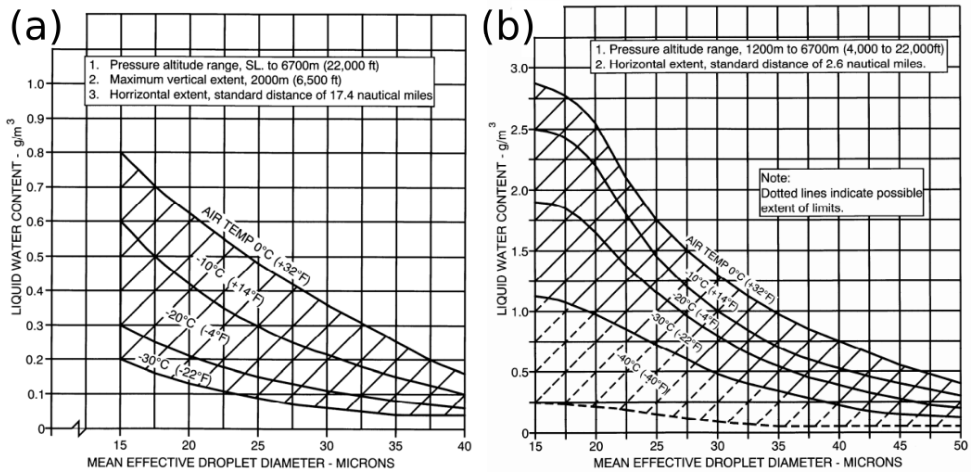 (a)
1. Pressure altitude range, SL. to 6700m (22,000 ft)
2. Maximum vertical extent, 2000m (6,500 ft)
3. Horrizontal extent, standard distance of 17.4 nautical miles
LIQUID WATER CONTENT - g/m³
1.0
0.9
0.8
0.7
0.6
0.5
0.4
0.3
0.2
0.1
0
AIR TEMP 0°C (+32°F)
-10°C (+14°F)
-20°C (-4°F)
-30°C (-22°F)
15 20 25 30 35 40
MEAN EFFECTIVE DROPLET DIAMETER - MICRONS
(b)
1. Pressure altitude range, 1200m to 6700m (4,000 to 22,000ft)
2. Horizontal extent, standard distance of 2.6 nautical miles.
LIQUID WATER CONTENT - g/m³
3.0
2.5
2.0
1.5
1.0
0.5
0
Note:
Dotted lines indicate possible
extent of limits.
AIR TEMP 0°C (+32°F)
-10°C (+14°F)
-20°C (-4°F)
-30°C (-22°F)
-40°C (-40°F)
15 20 25 30 35 40 45 50
MEAN EFFECTIVE DROPLET DIAMETER - MICRONS